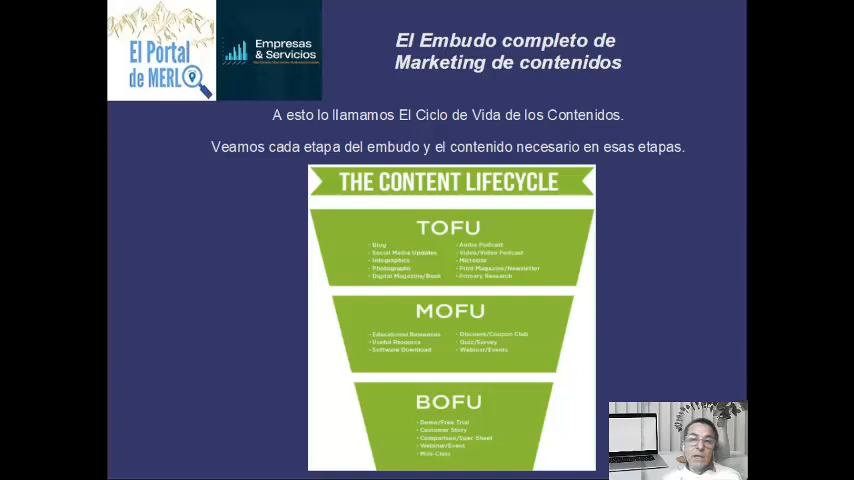 El Portal
de MERLO
Empresas
& Servicios
El Embudo completo de
Marketing de contenidos
A esto lo llamamos El Ciclo de Vida de los Contenidos.
Veamos cada etapa del embudo y el contenido necesario en esas etapas.
THE CONTENT LIFECYCLE
TOFU
- Blog
- Social Media Updates
- Infographics
- Photographs
- Digital Magazine/Book
- Audio Podcast
- Video/Video Podcast
- Microsite
- Print Magazine/Newsletter
- Primary Research
MOFU
- Educational Resources
- Useful Resource
- Software Download
- Discount/Coupon Club
- Quiz/Survey
- Webinar/Events
BOFU
- Demo/Free Trial
- Customer Story
- Comparison/Spec Sheet
- Webinar/Event
- Mini-Class